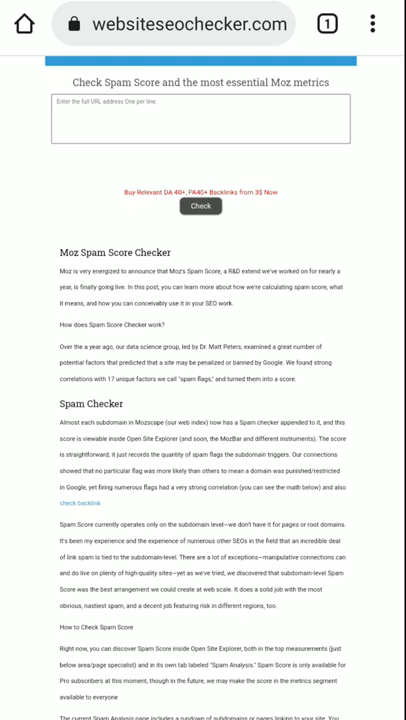 websiteseochecker.com
1
Check Spam Score and the most essential Moz metrics
Enter the full URL address One per line.
Buy Relevant DA 40+, PA40+ Backlinks from 3$ Now
Check
Moz Spam Score Checker
Moz is very energized to announce that Moz's Spam Score, a R&D extend we've worked on for nearly a
year, is finally going live. In this post, you can learn more about how we're calculating spam score, what
it means, and how you can conceivably use it in your SEO work.
How does Spam Score Checker work?
Over the a year ago, our data science group, led by Dr. Matt Peters, examined a great number of
potential factors that predicted that a site may be penalized or banned by Google. We found strong
correlations with 17 unique factors we call "spam flags," and turned them into a score.
Spam Checker
Almost each subdomain in Mozscape (our web index) now has a Spam checker appended to it, and this
score is viewable inside Open Site Explorer (and soon, the MozBar and different instruments). The score
is straightforward; it just records the quantity of spam flags the subdomain triggers. Our connections
showed that no particular flag was more likely than others to mean a domain was punished/restricted
in Google, yet firing numerous flags had a very strong correlation (you can see the math below) and also
check backlink
Spam Score currently operates only on the subdomain level—we don't have it for pages or root domains.
It's been my experience and the experience of numerous other SEOs in the field that an incredible deal
of link spam is tied to the subdomain-level. There are a lot of exceptions—manipulative connections can
and do live on plenty of high-quality sites—yet as we've tried, we discovered that subdomain-level Spam
Score was the best arrangement we could create at web scale. It does a solid job with the most
obvious, nastiest spam, and a decent job featuring risk in different regions, too.
How to Check Spam Score
Right now, you can discover Spam Score inside Open Site Explorer, both in the top measurements (just
below area/page specialist) and in its own tab labeled "Spam Analysis." Spam Score is only available for
Pro subscribers at this moment, though in the future, we may make the score in the metrics segment
available to everyone
The current Spam Analysis page includes a rundown of subdomains or pages linking to your site. You